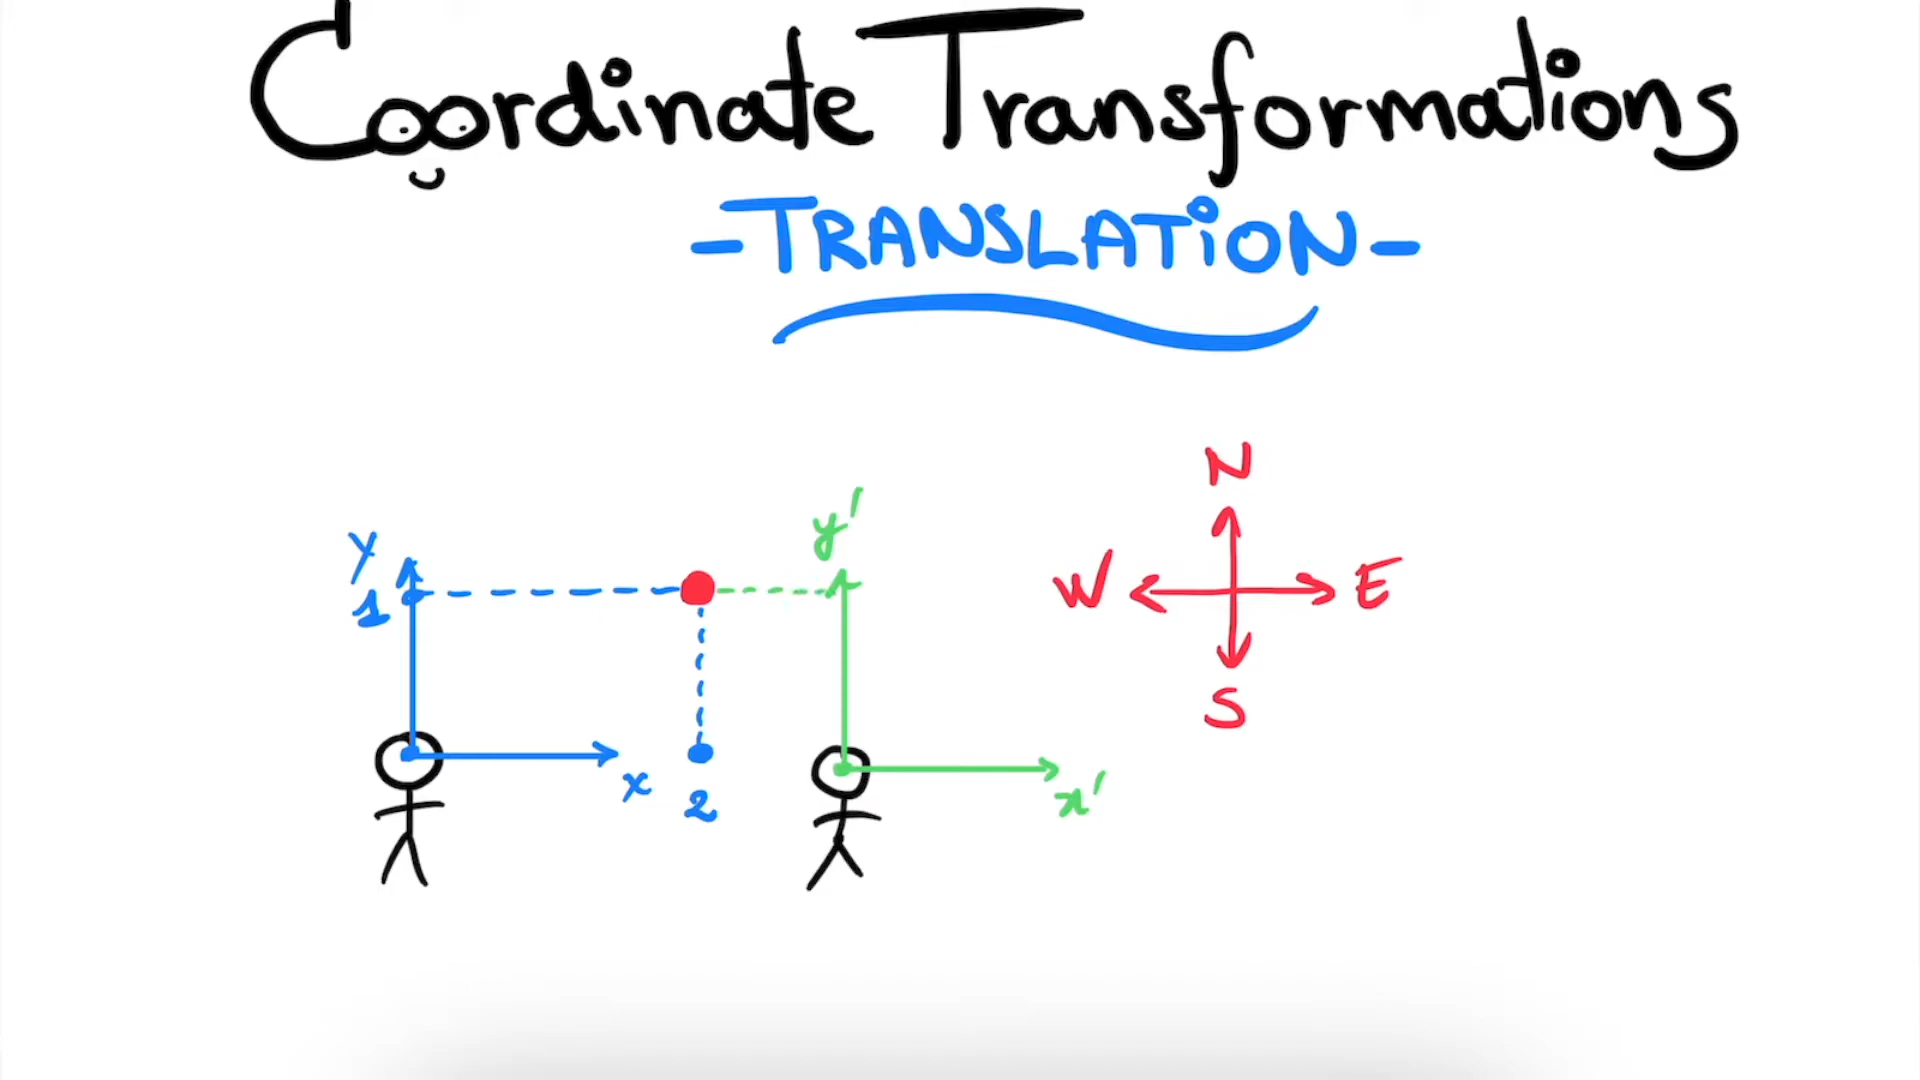 Coordinate Transformations
-TRANSLATiON-
N
y'
y
1
W
E
S
x
2
x'